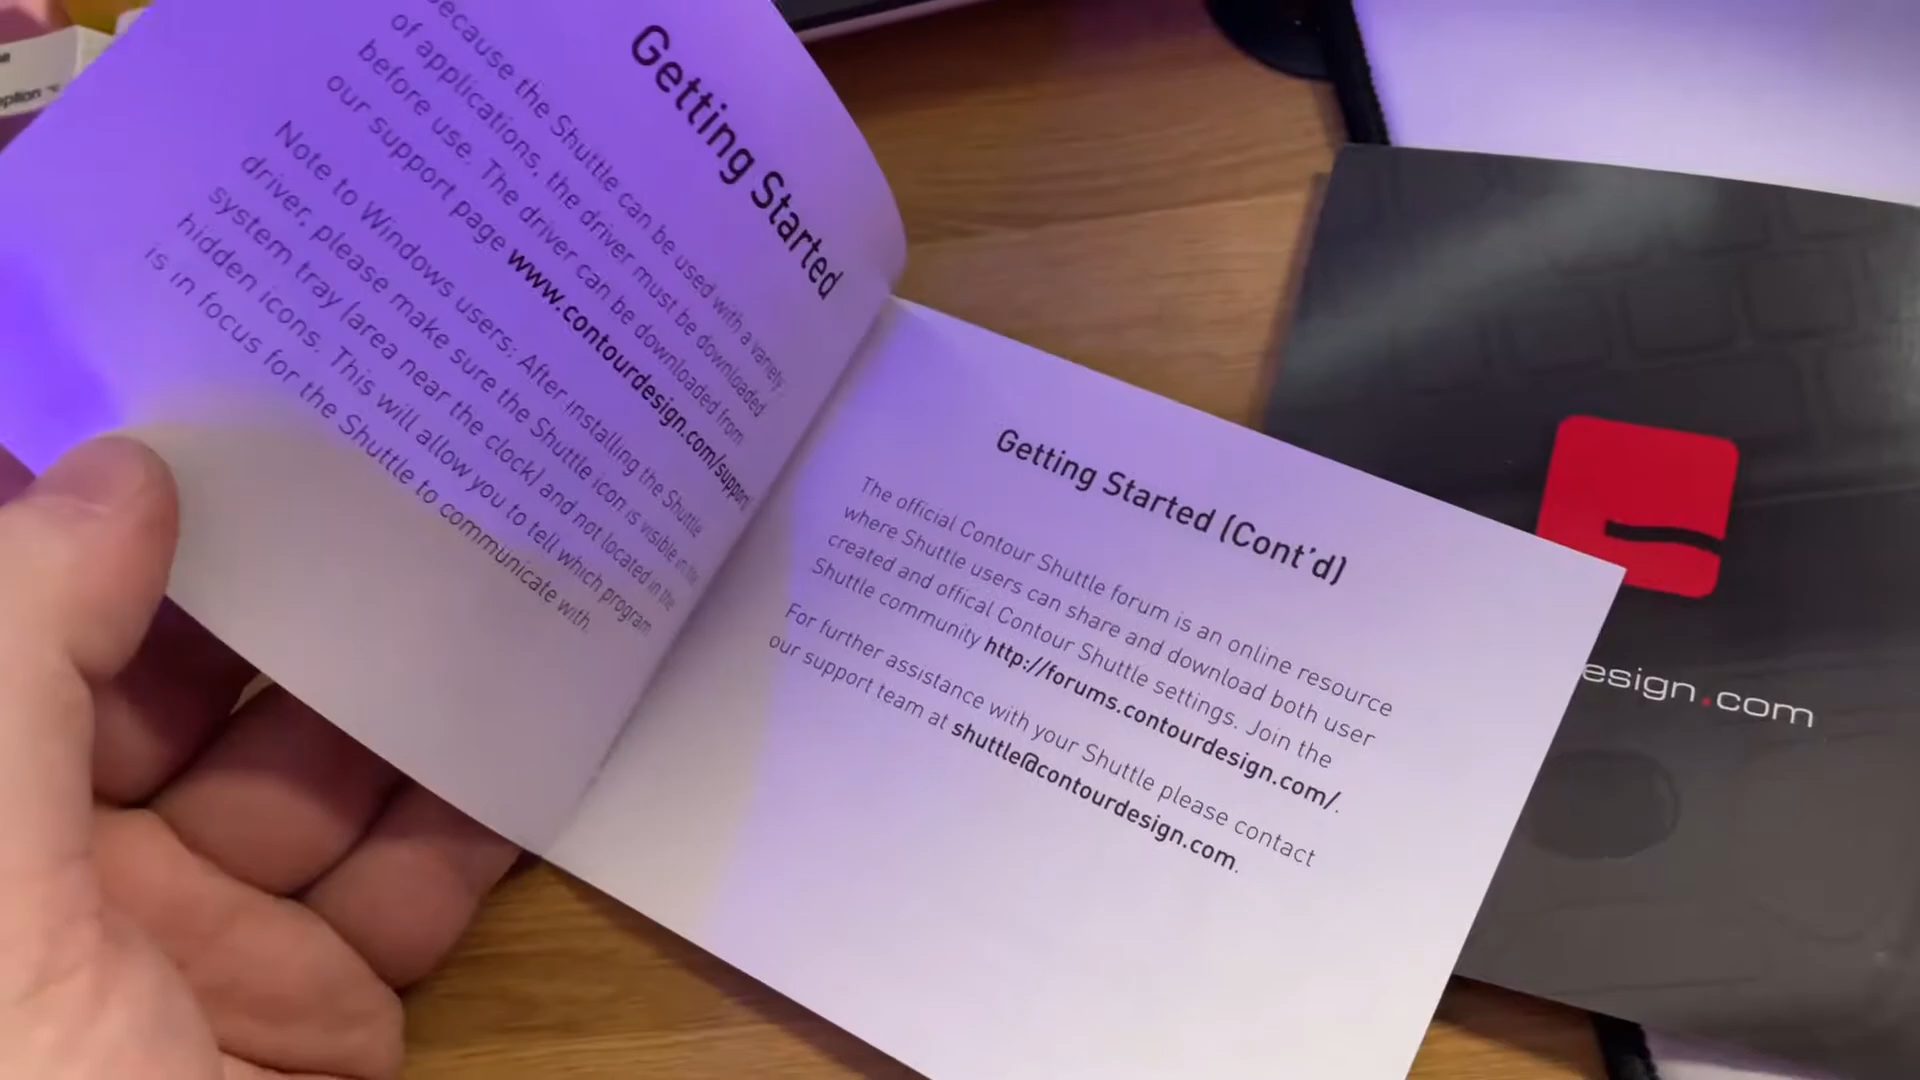 option
Getting Started
ecause the Shuttle can be used with a variety
of applications, the driver must be downloaded
before use. The driver can be downloaded from
our support page www.contourdesign.com/support
Note to Windows users: After installing the Shuttle
driver, please make sure the Shuttle icon is visible in the
system tray (area near the clock) and not located in the
hidden icons. This will allow you to tell which program
is in focus for the Shuttle to communicate with.
Getting Started (Cont'd)
The official Contour Shuttle forum is an online resource
where Shuttle users can share and download both user
created and offical Contour Shuttle settings. Join the
Shuttle community http://forums.contourdesign.com/.
For further assistance with your Shuttle please contact
our support team at shuttle@contourdesign.com.
esign.com